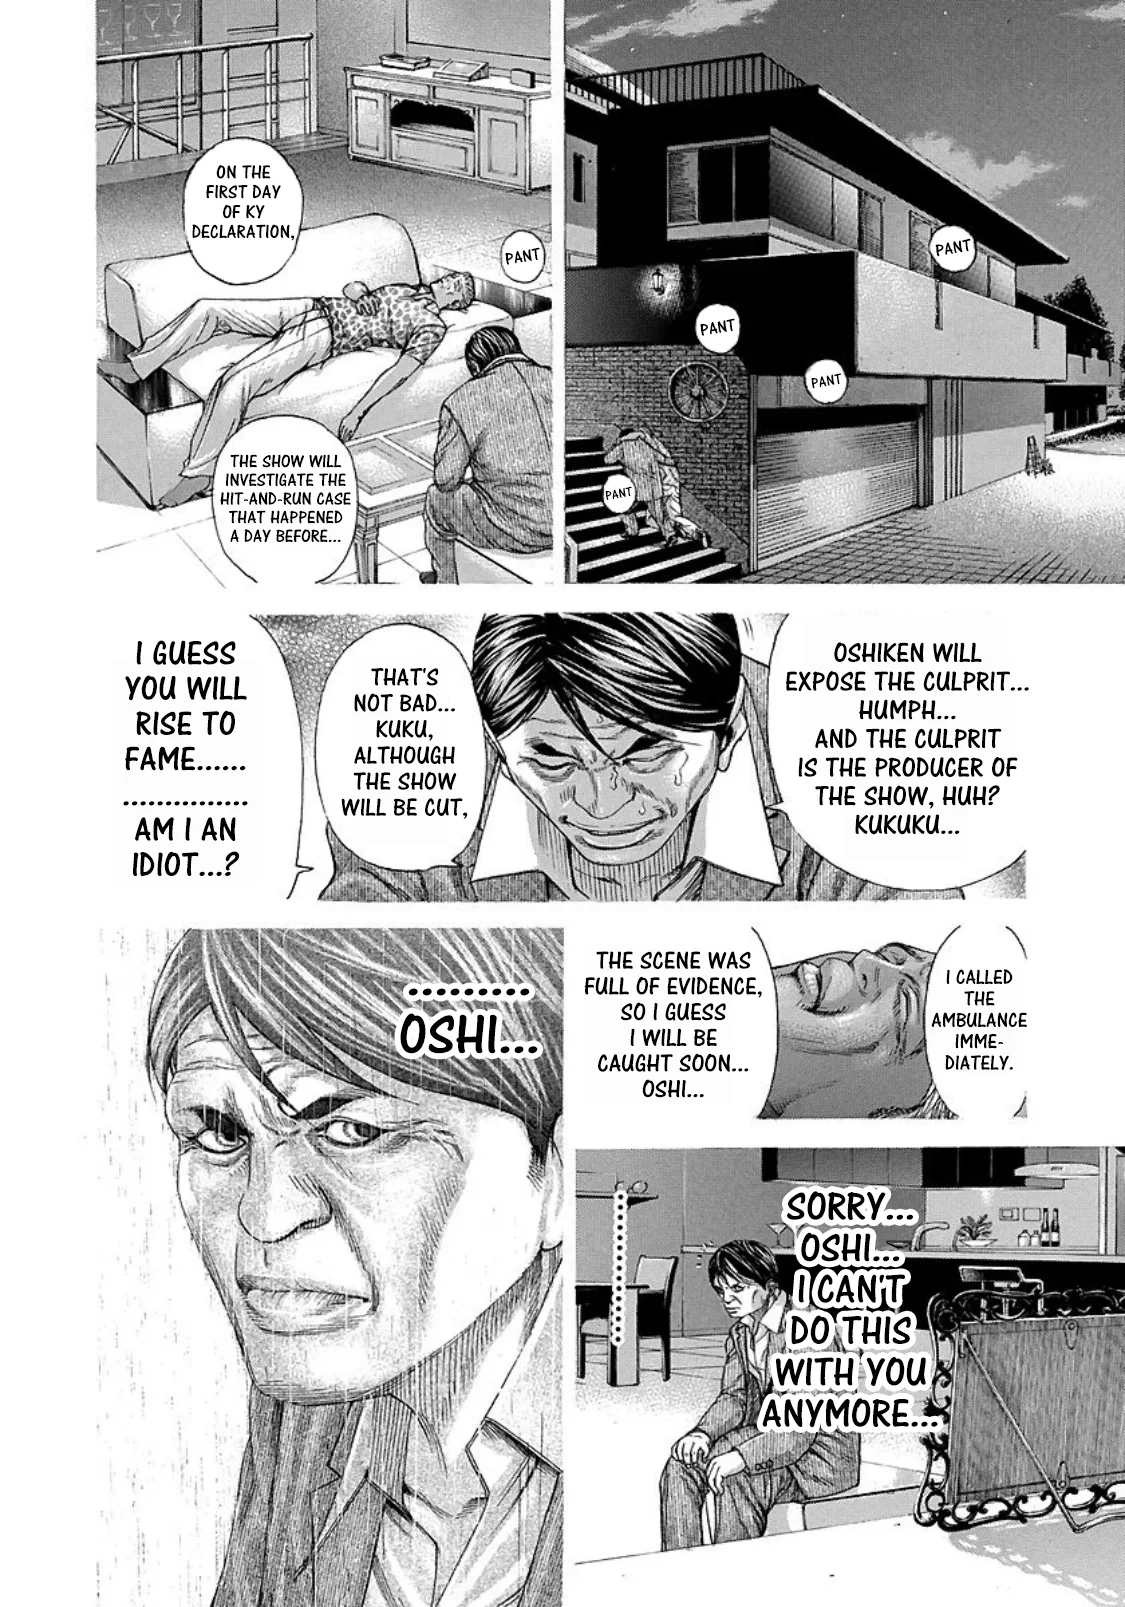 PANT
PANT
PANT
PANT
ON THE
FIRST DAY
OF KY
DECLARATION,
PANT
THE SHOW WILL
INVESTIGATE THE
HIT-AND-RUN CASE
THAT HAPPENED
A DAY BEFORE...
OSHIKEN WILL
EXPOSE THE CULPRIT...
HUMPH...
AND THE CULPRIT
IS THE PRODUCER OF
THE SHOW, HUH?
KUKUKU...
THAT'S
NOT BAD...
KUKU,
ALTHOUGH
THE SHOW
WILL BE CUT,
I GUESS
YOU WILL
RISE TO
FAME......
...............
AM I AN
IDIOT...?
I CALLED
THE
AMBULANCE
IMME-
DIATELY.
THE SCENE WAS
FULL OF EVIDENCE,
SO I GUESS
I WILL BE
CAUGHT SOON...
OSHI...
SORRY...
OSHI...
I CAN'T
DO THIS
WITH YOU
ANYMORE...
...............
.........
OSHI...